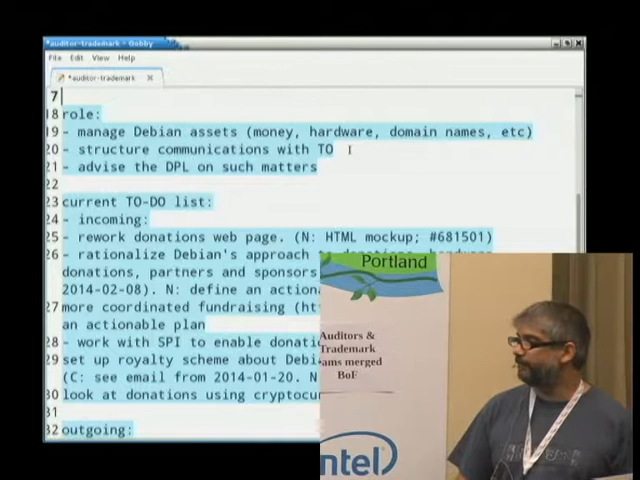 *auditor-trademark - Gobby
File Edit View Help
*auditor-trademark
7
18 role:
19 - manage Debian assets (money, hardware, domain names, etc)
20 - structure communications with TO
21 - advise the DPL on such matters
22
23 current TO-DO list:
24 - incoming:
25 - rework donations web page. (N: HTML mockup; #681501)
26 - rationalize Debian's approach
donations, partners and sponsors
2014-02-08). N: define an actiona
27 more coordinated fundraising (ht
an actionable plan
28 - work with SPI to enable donati
29 set up royalty scheme about Debi
(C: see email from 2014-01-20. N
30 look at donations using cryptocur
31
32 outgoing:
Portland
Auditors &
Trademark
ams merged
BoF
intel